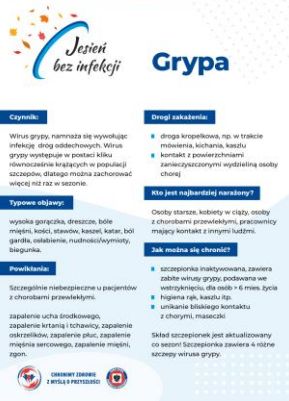 Jesień
bez infekcji
Grypa
Czynnik:
Wirus grypy, namnaża się wywołując
infekcję dróg oddechowych. Wirus
grypy występuje w postaci kliku
równocześnie krążących w populacji
szczepów, dlatego można zachorować
więcej niż raz w sezonie.
Typowe objawy:
wysoka gorączka, dreszcze, bóle
mięśni, kości, stawów, kaszel, katar, ból
gardła, osłabienie, nudności/wymioty,
biegunka.
Powikłania:
Szczególnie niebezpieczne u pacjentów
z chorobami przewlekłymi.
zapalenie ucha środkowego,
zapalenie krtani i tchawicy, zapalenie
oskrzelików, zapalenie płuc, zapalenie
mięśnia sercowego, zapalenie mięśni,
zgon.
CHRONIMY ZDROWIE
Z MYŚLĄ O PRZYSZŁOŚCI
Drogi zakażenia:
droga kropelkowa, np. w trakcie
mówienia, kichania, kaszlu
kontakt z powierzchniami
zanieczyszczonymi wydzieliną osoby
chorej
Kto jest najbardziej narażony?
Osoby starsze, kobiety w ciąży, osoby
z chorobami przewlekłymi, pracownicy
mający kontakt z innymi ludźmi.
Jak można się chronić?
szczepionka inaktywowana, zawiera
zabite wirusy grypy, podawana we
wstrzyknięciu, dla osób > 6 mies. życia
higiena rąk, kaszlu itp.
unikanie bliskiego kontaktu
z chorymi, maseczki
Skład szczepionek jest aktualizowany
co sezon! Szczepionka zawiera 4 różne
szczepy wirusa grypy.